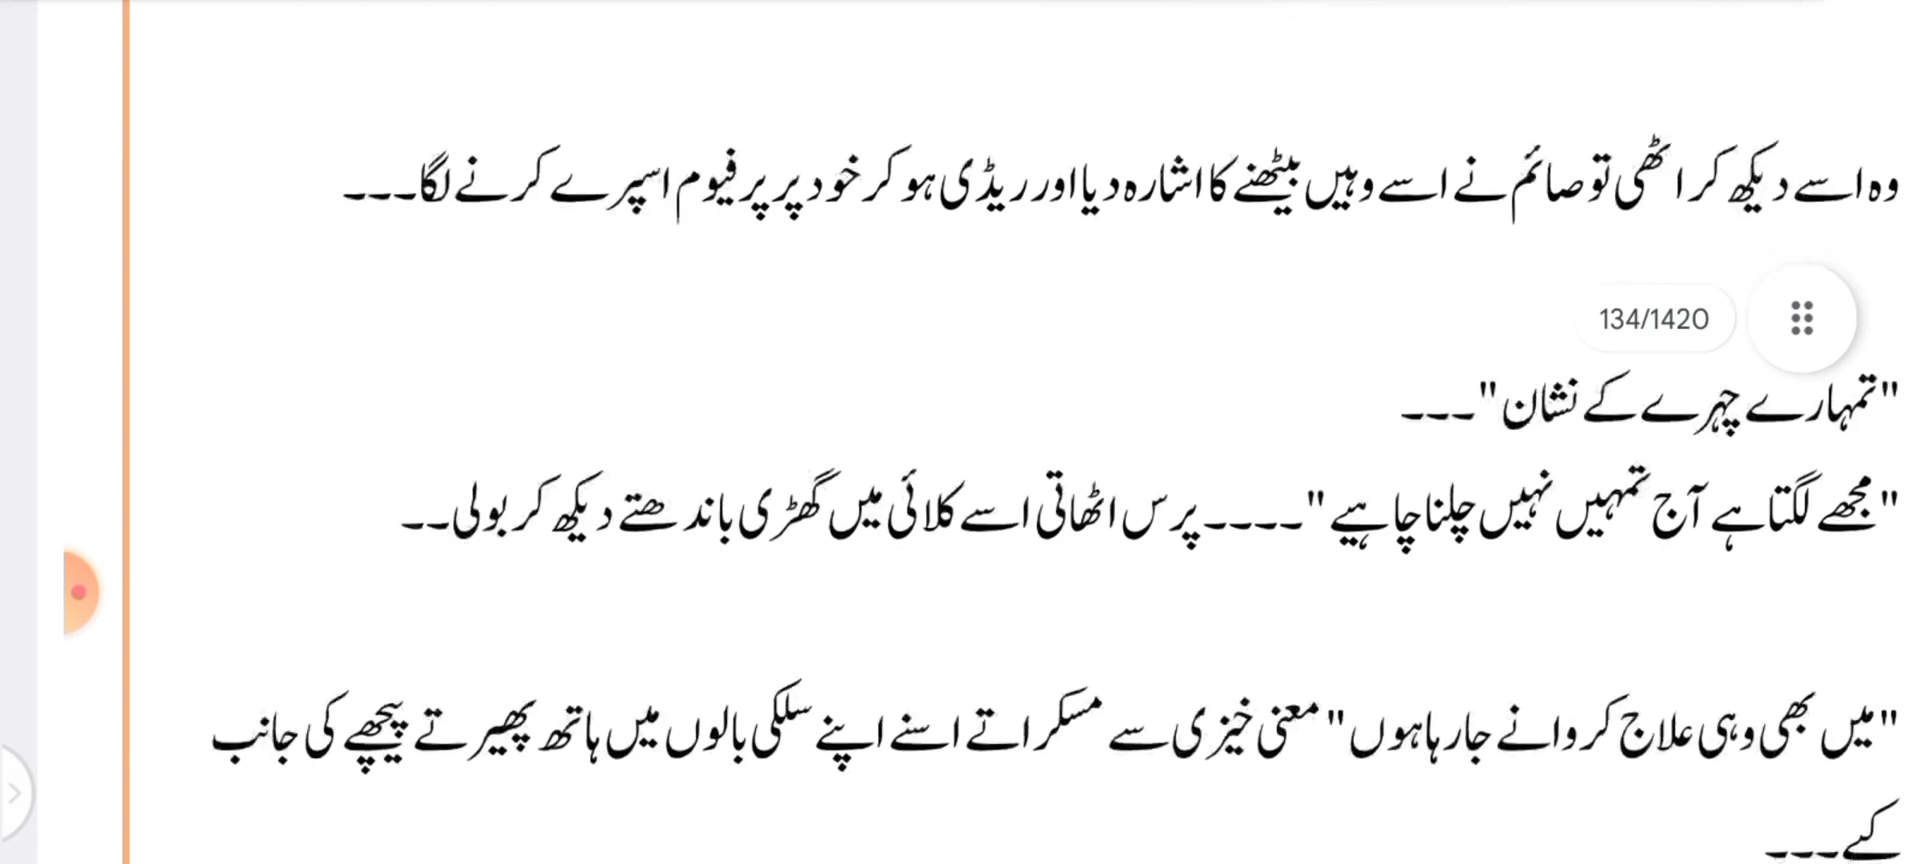 وہ اسے دیکھ کر اٹھی تو صائم نے اسے وہیں بیٹھنے کا اشارہ دیا اور ریڈی ہو کر خود پر پرفیوم اسپرے کرنے لگا۔۔۔
134/1420
"تمہارے چہرے کے نشان"۔۔۔
"مجھے لگتا ہے آج تمہیں نہیں چلنا چاہیے"۔۔۔۔ پرس اٹھاتی اسے کلائی میں گھڑی باندھتے دیکھ کر بولی۔۔
"میں بھی وہی علاج کروانے جا رہا ہوں" معنی خیزی سے مسکراتے اسنے اپنے سلکی بالوں میں ہاتھ پھیرتے پیچھے کی جانب
کیے۔۔۔